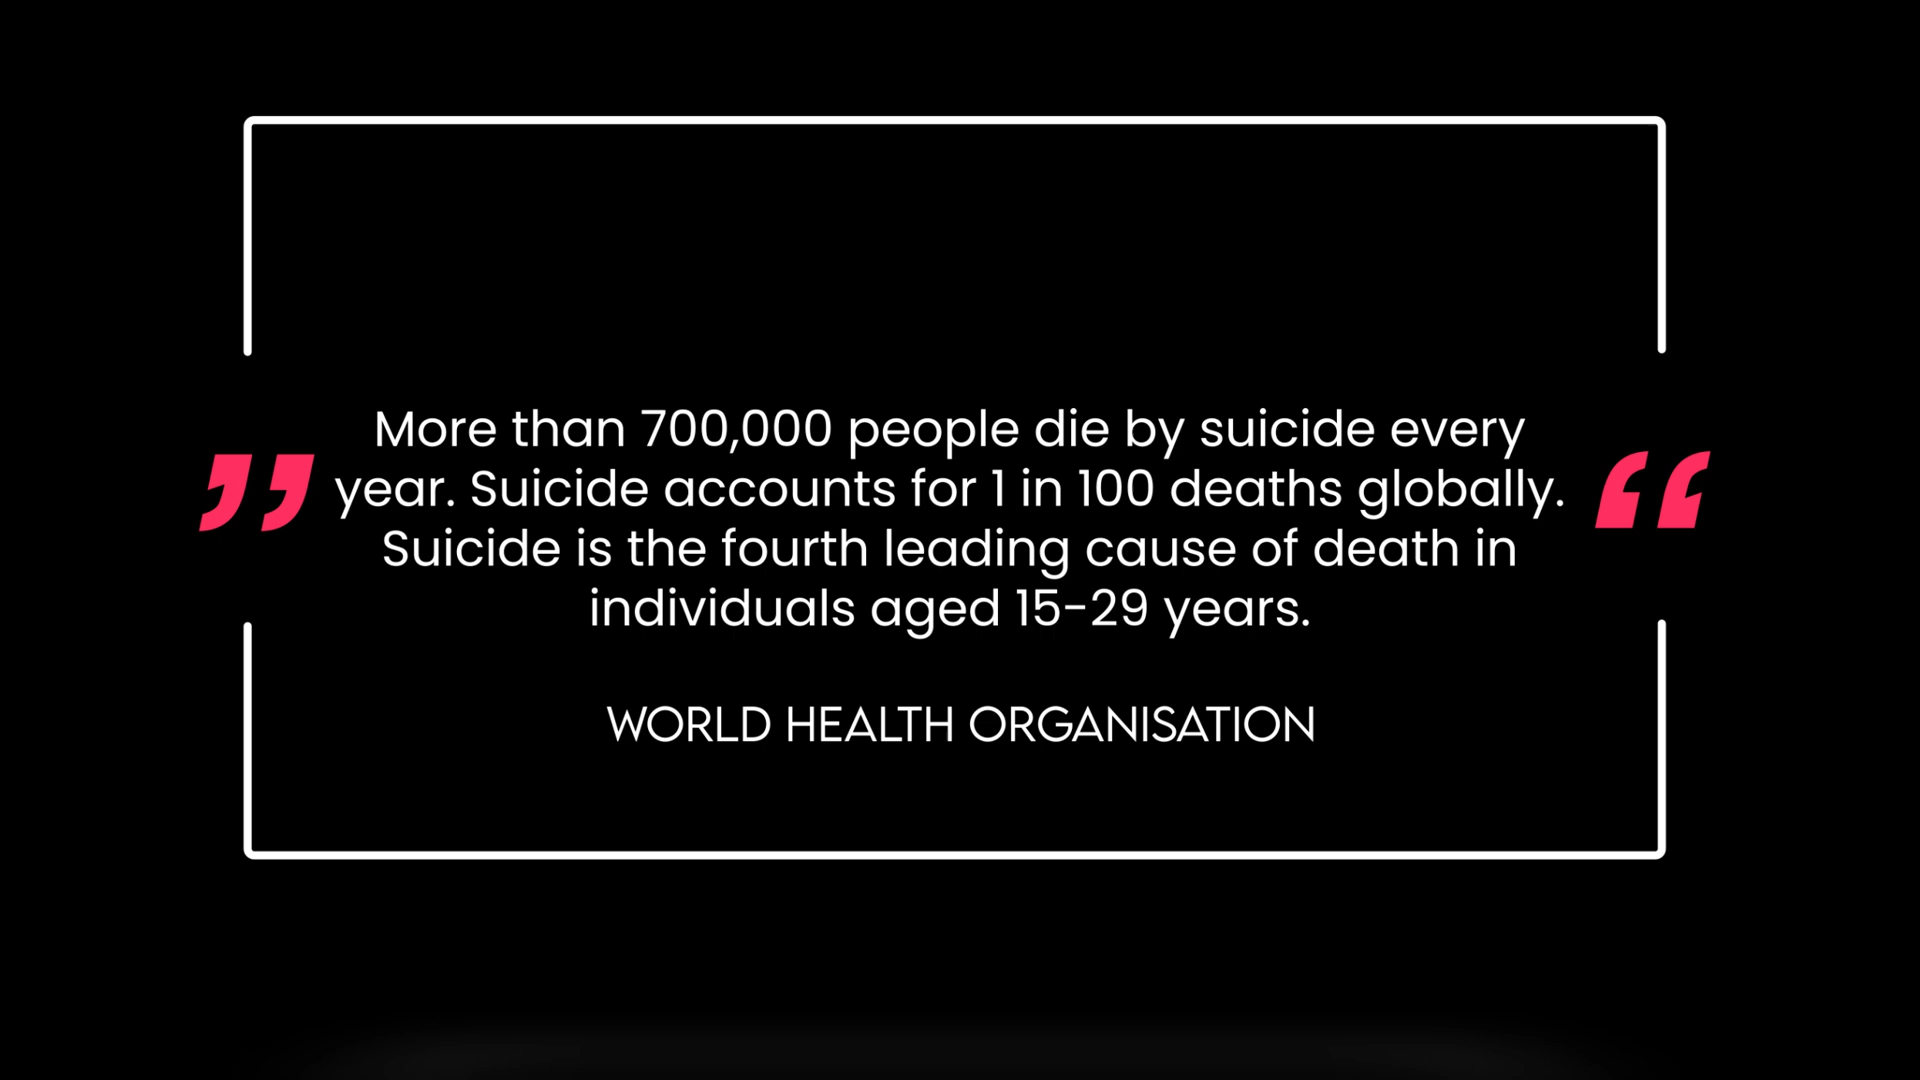 More than 700,000 people die by suicide every
year. Suicide accounts for 1 in 100 deaths globally.
Suicide is the fourth leading cause of death in
individuals aged 15-29 years.
WORLD HEALTH ORGANISATION